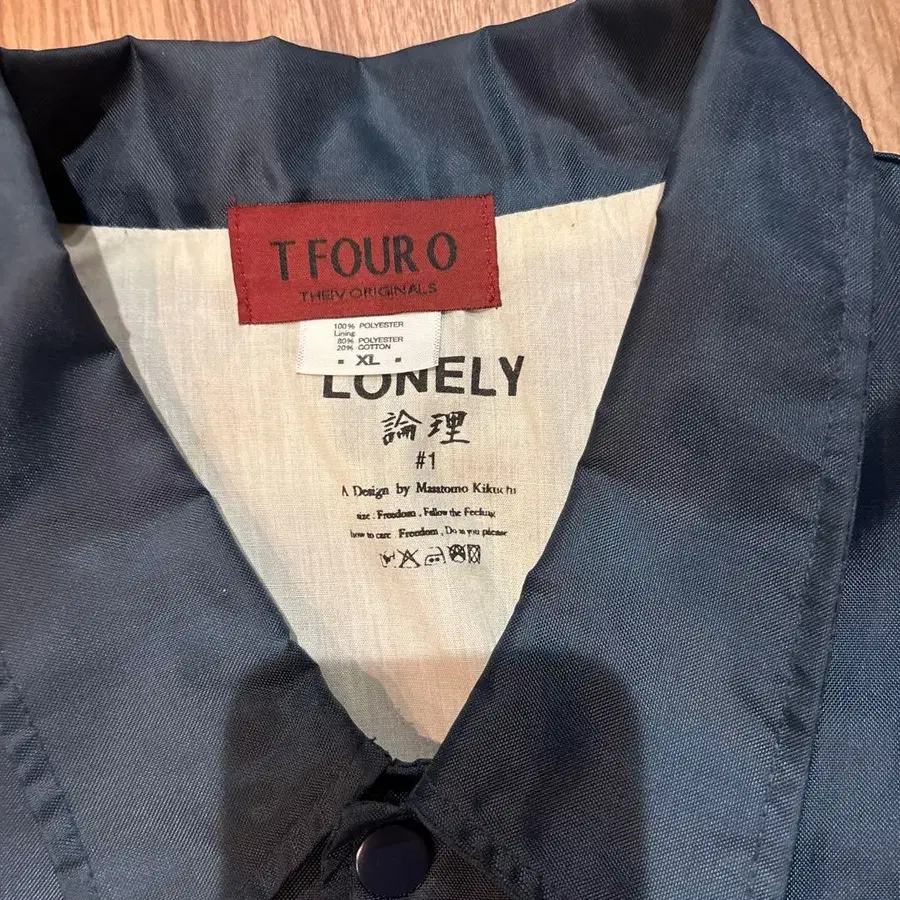 T FOUR O
THEIV ORIGINALS
100% POLYESTER
Lining
80% POLYESTER
20% COTTON
- XL -
LONELY
論理
#1
A Design by Masatomo Kikuchi
size : Freedom , Follow the Feeling
how to care : Freedom , Do as you please